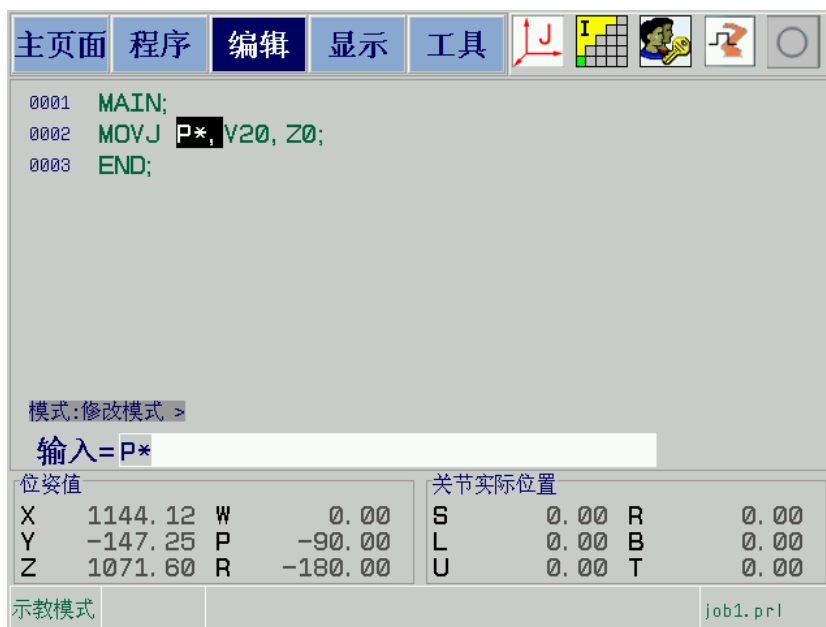 主页面 程序 编辑 显示 工具 J I
0001 MAIN;
0002 MOVJ P*, V20, Z0;
0003 END;
模式:修改模式 >
输入= P*
位姿值 关节实际位置
X 1144.12 W 0.00 S 0.00 R 0.00
Y -147.25 P -90.00 L 0.00 B 0.00
Z 1071.60 R -180.00 U 0.00 T 0.00
示教模式 job1.prl